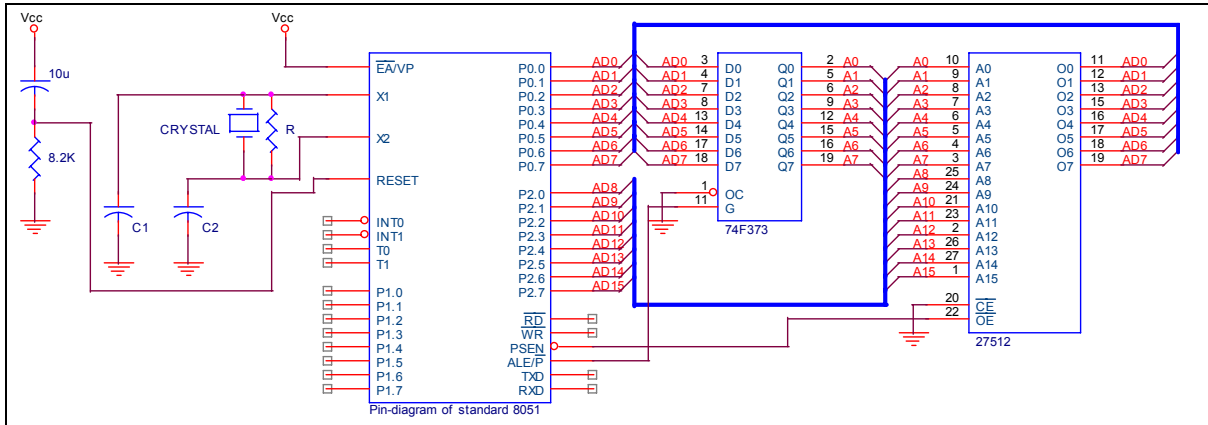 Vcc
10u
8.2K
C1
C2
CRYSTAL
R
Vcc
EA/VP
X1
X2
RESET
INT0
INT1
T0
T1
P1.0
P1.1
P1.2
P1.3
P1.4
P1.5
P1.6
P1.7
P0.0 AD0
P0.1 AD1
P0.2 AD2
P0.3 AD3
P0.4 AD4
P0.5 AD5
P0.6 AD6
P0.7 AD7
P2.0 AD8
P2.1 AD9
P2.2 AD10
P2.3 AD11
P2.4 AD12
P2.5 AD13
P2.6 AD14
P2.7 AD15
RD
WR
PSEN
ALE/P
TXD
RXD
Pin-diagram of standard 8051
AD0 3 D0 Q0 2 A0
AD1 4 D1 Q1 5 A1
AD2 7 D2 Q2 6 A2
AD3 8 D3 Q3 9 A3
AD4 13 D4 Q4 12 A4
AD5 14 D5 Q5 15 A5
AD6 17 D6 Q6 16 A6
AD7 18 D7 Q7 19 A7
1 OC
11 G
74F373
A0 10 A0 O0 11 AD0
A1 9 A1 O1 12 AD1
A2 8 A2 O2 13 AD2
A3 7 A3 O3 15 AD3
A4 6 A4 O4 16 AD4
A5 5 A5 O5 17 AD5
A6 4 A6 O6 18 AD6
A7 3 A7 O7 19 AD7
A8 25 A8
A9 24 A9
A10 21 A10
A11 23 A11
A12 2 A12
A13 26 A13
A14 27 A14
A15 1 A15
20 CE
22 OE
27512